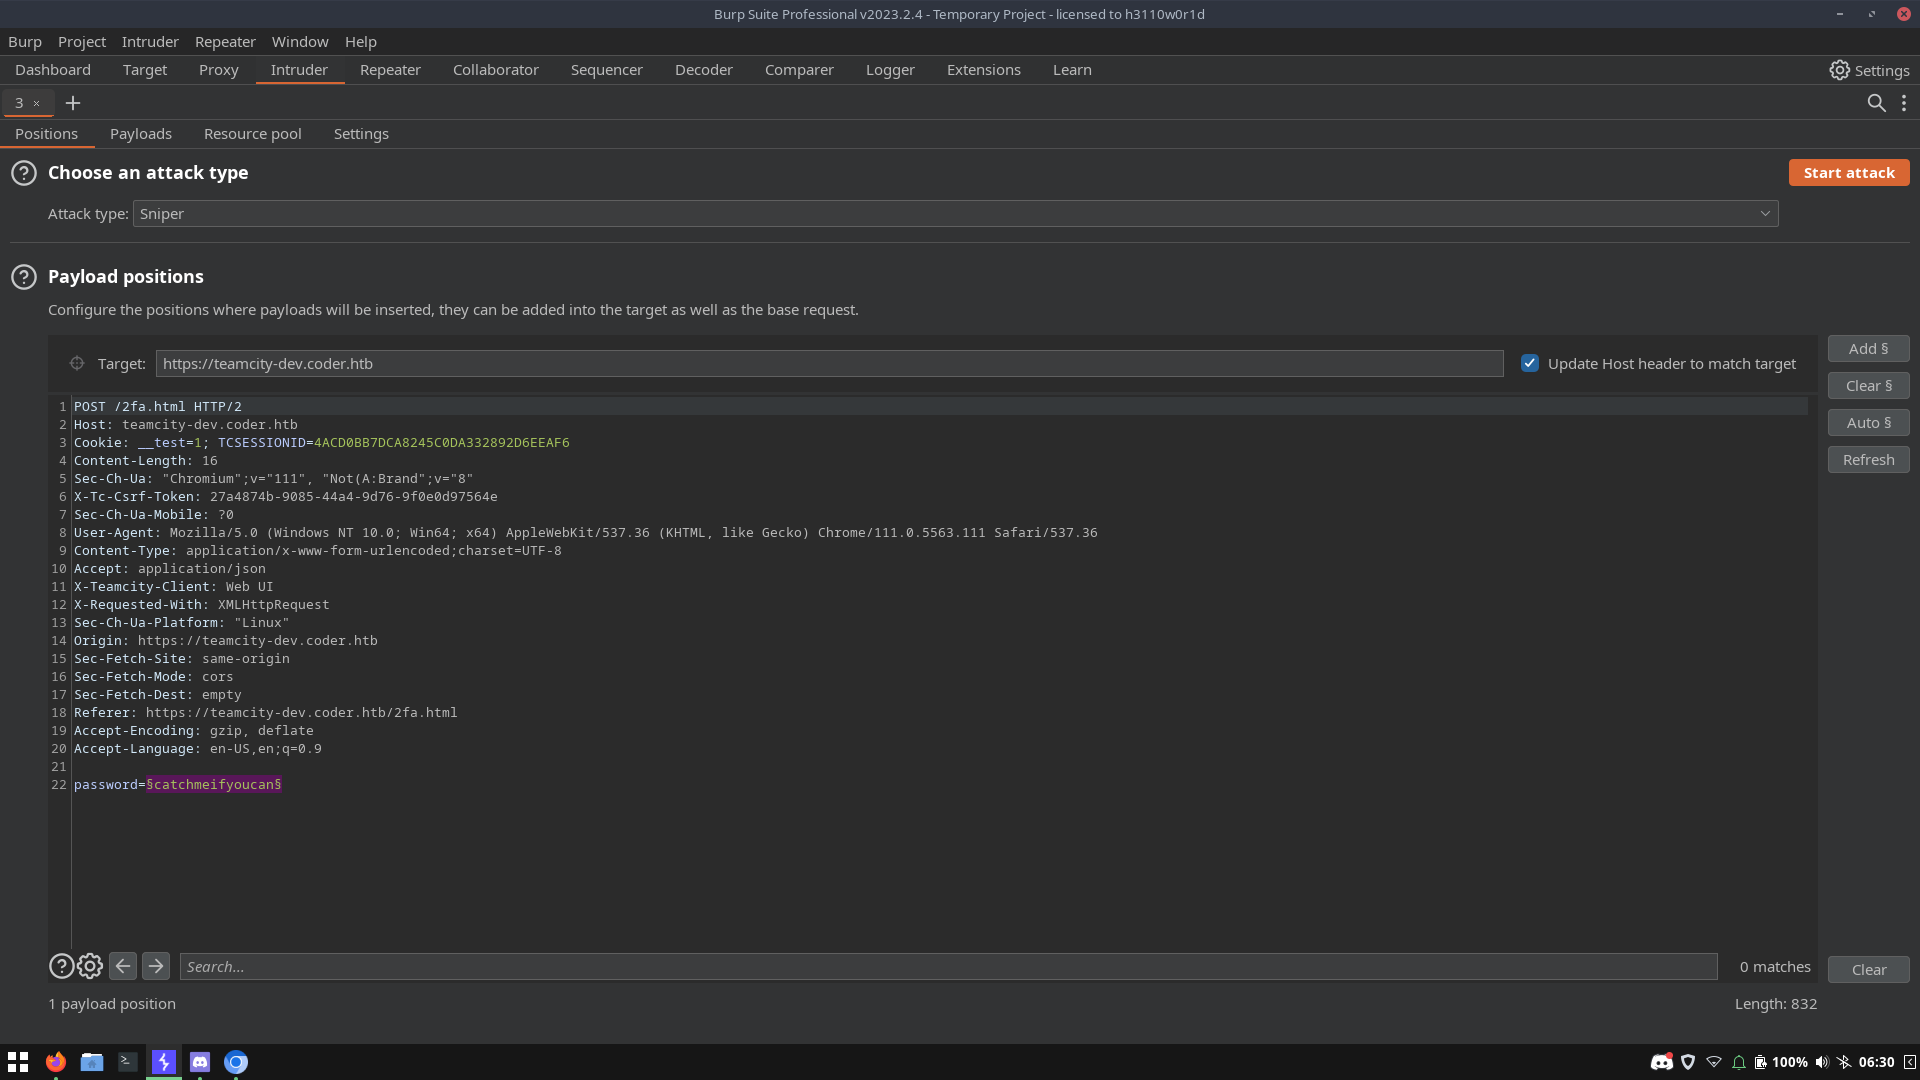 Burp Suite Professional v2023.2.4 - Temporary Project - licensed to h3110w0r1d
Burp Project Intruder Repeater Window Help
Dashboard Target Proxy Intruder Repeater Collaborator Sequencer Decoder Comparer Logger Extensions Learn Settings
3 × +
Positions Payloads Resource pool Settings
? Choose an attack type Start attack
Attack type: Sniper
? Payload positions
Configure the positions where payloads will be inserted, they can be added into the target as well as the base request.
Target: https://teamcity-dev.coder.htb Update Host header to match target
Add §
Clear §
Auto §
Refresh
1 POST /2fa.html HTTP/2
2 Host: teamcity-dev.coder.htb
3 Cookie: __test=1; TCSESSIONID=4ACD0BB7DCA8245C0DA332892D6EEAF6
4 Content-Length: 16
5 Sec-Ch-Ua: "Chromium";v="111", "Not(A:Brand";v="8"
6 X-Tc-Csrf-Token: 27a4874b-9085-44a4-9d76-9f0e0d97564e
7 Sec-Ch-Ua-Mobile: ?0
8 User-Agent: Mozilla/5.0 (Windows NT 10.0; Win64; x64) AppleWebKit/537.36 (KHTML, like Gecko) Chrome/111.0.5563.111 Safari/537.36
9 Content-Type: application/x-www-form-urlencoded;charset=UTF-8
10 Accept: application/json
11 X-Teamcity-Client: Web UI
12 X-Requested-With: XMLHttpRequest
13 Sec-Ch-Ua-Platform: "Linux"
14 Origin: https://teamcity-dev.coder.htb
15 Sec-Fetch-Site: same-origin
16 Sec-Fetch-Mode: cors
17 Sec-Fetch-Dest: empty
18 Referer: https://teamcity-dev.coder.htb/2fa.html
19 Accept-Encoding: gzip, deflate
20 Accept-Language: en-US,en;q=0.9
21
22 password=§catchmeifyoucan§
? Search... 0 matches Clear
1 payload position Length: 832
100% 06:30